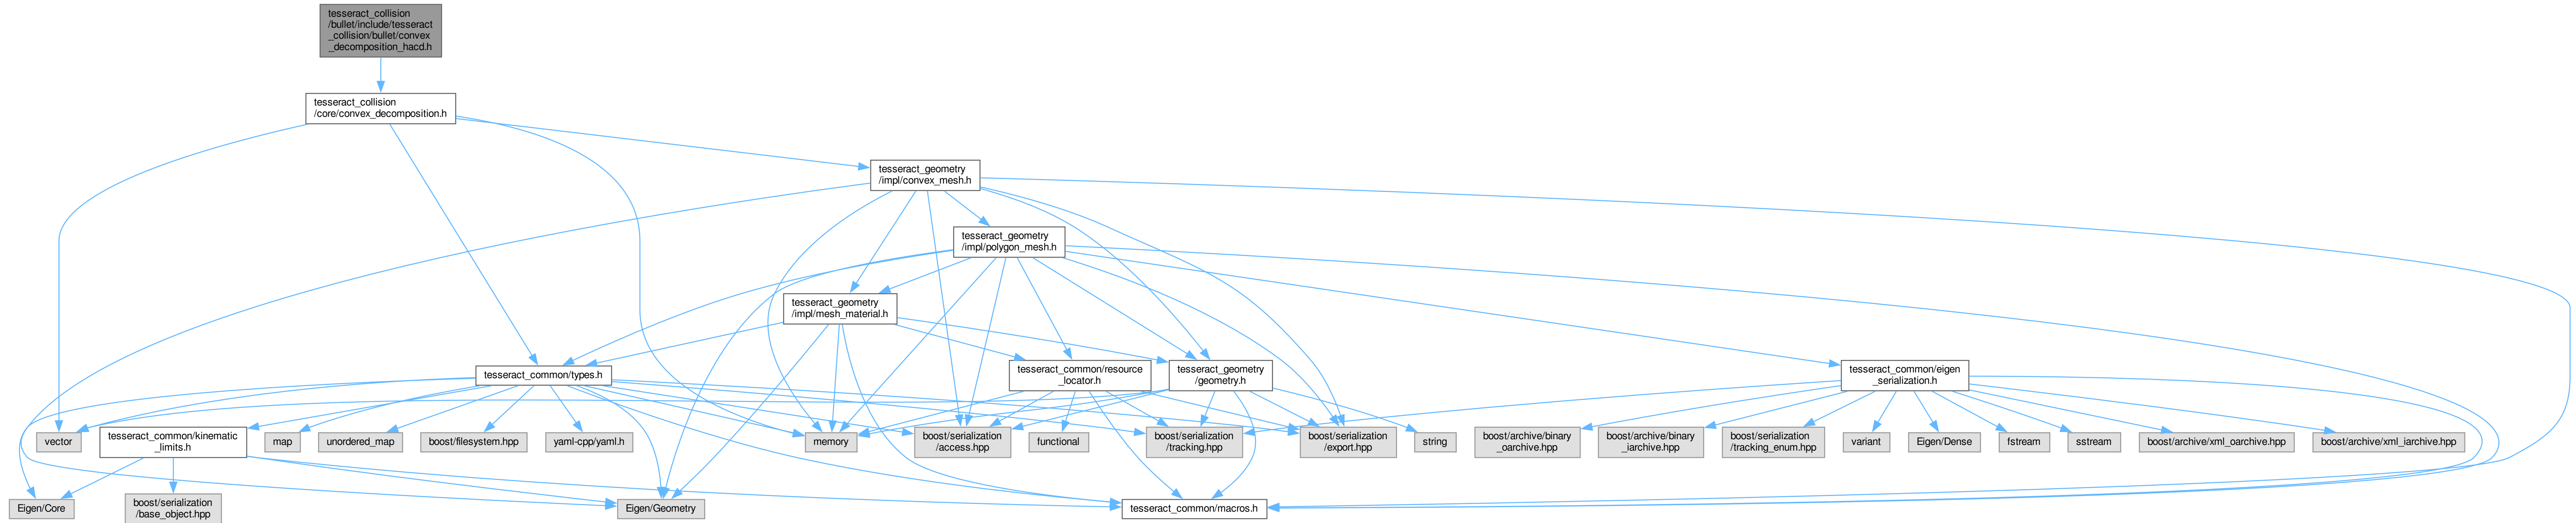 tesseract_collision
/bullet/include/tesseract
_collision/bullet/convex
_decomposition_hacd.h
tesseract_collision
/core/convex_decomposition.h
tesseract_geometry
/impl/convex_mesh.h
tesseract_geometry
/impl/polygon_mesh.h
tesseract_geometry
/impl/mesh_material.h
tesseract_common/types.h
tesseract_common/resource
_locator.h
tesseract_geometry
/geometry.h
tesseract_common/eigen
_serialization.h
vector
tesseract_common/kinematic
_limits.h
map
unordered_map
boost/filesystem.hpp
yaml-cpp/yaml.h
memory
boost/serialization
/access.hpp
functional
boost/serialization
/tracking.hpp
boost/serialization
/export.hpp
string
boost/archive/binary
_oarchive.hpp
boost/archive/binary
_iarchive.hpp
boost/serialization
/tracking_enum.hpp
variant
Eigen/Dense
fstream
sstream
boost/archive/xml_oarchive.hpp
boost/archive/xml_iarchive.hpp
Eigen/Core
boost/serialization
/base_object.hpp
Eigen/Geometry
tesseract_common/macros.h